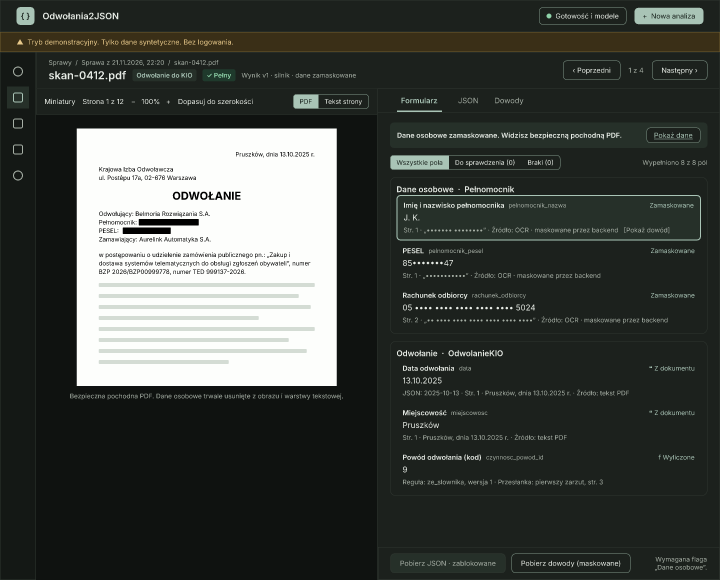 { } Odwołania2JSON
Gotowość i modele
+ Nowa analiza
▲ Tryb demonstracyjny. Tylko dane syntetyczne. Bez logowania.
Sprawy / Sprawa z 21.11.2026, 22:20 / skan-0412.pdf
skan-0412.pdf Odwołanie do KIO ✓ Pełny Wynik v1 · silnik · dane zamaskowane
‹ Poprzedni 1 z 4 Następny ›
Miniatury Strona 1 z 12 − 100% + Dopasuj do szerokości PDF Tekst strony
Pruszków, dnia 13.10.2025 r.
Krajowa Izba Odwoławcza
ul. Postępu 17a, 02-676 Warszawa
ODWOŁANIE
Odwołujący: Belmoria Rozwiązania S.A.
Pełnomocnik:
PESEL:
Zamawiający: Aurelink Automatyka S.A.
w postępowaniu o udzielenie zamówienia publicznego pn.: „Zakup i
dostawa systemów telematycznych do obsługi zgłoszeń obywateli”, numer
BZP 2026/BZP00999778, numer TED 999137-2026.
Bezpieczna pochodna PDF. Dane osobowe trwale usunięte z obrazu i warstwy tekstowej.
Formularz JSON Dowody
Dane osobowe zamaskowane. Widzisz bezpieczną pochodną PDF. Pokaż dane
Wszystkie pola Do sprawdzenia (0) Braki (0) Wypełniono 8 z 8 pól
Dane osobowe · Pełnomocnik
Imię i nazwisko pełnomocnika pelnomocnik_nazwa Zamaskowane
J. K.
Str. 1 · „••••••• ••••••••” · Źródło: OCR · maskowane przez backend [Pokaż dowód]
PESEL pelnomocnik_pesel Zamaskowane
85•••••••47
Str. 1 · „•••••••••••” · Źródło: OCR · maskowane przez backend
Rachunek odbiorcy rachunek_odbiorcy Zamaskowane
05 •••• •••• •••• •••• •••• 5024
Str. 2 · „•• •••• •••• •••• •••• •••• ••••” · Źródło: OCR · maskowane przez backend
Odwołanie · OdwolanieKIO
Data odwołania data ❝ Z dokumentu
13.10.2025
JSON: 2025-10-13 · Str. 1 · Pruszków, dnia 13.10.2025 r. · Źródło: tekst PDF
Miejscowość miejscowosc ❝ Z dokumentu
Pruszków
Str. 1 · Pruszków, dnia 13.10.2025 r. · Źródło: tekst PDF
Powód odwołania (kod) czynnosc_powod_id f Wyliczone
9
Reguła: ze_slownika, wersja 1 · Przesłanka: pierwszy zarzut, str. 3
Pobierz JSON · zablokowane
Pobierz dowody (maskowane)
Wymagana flaga
„Dane osobowe”.